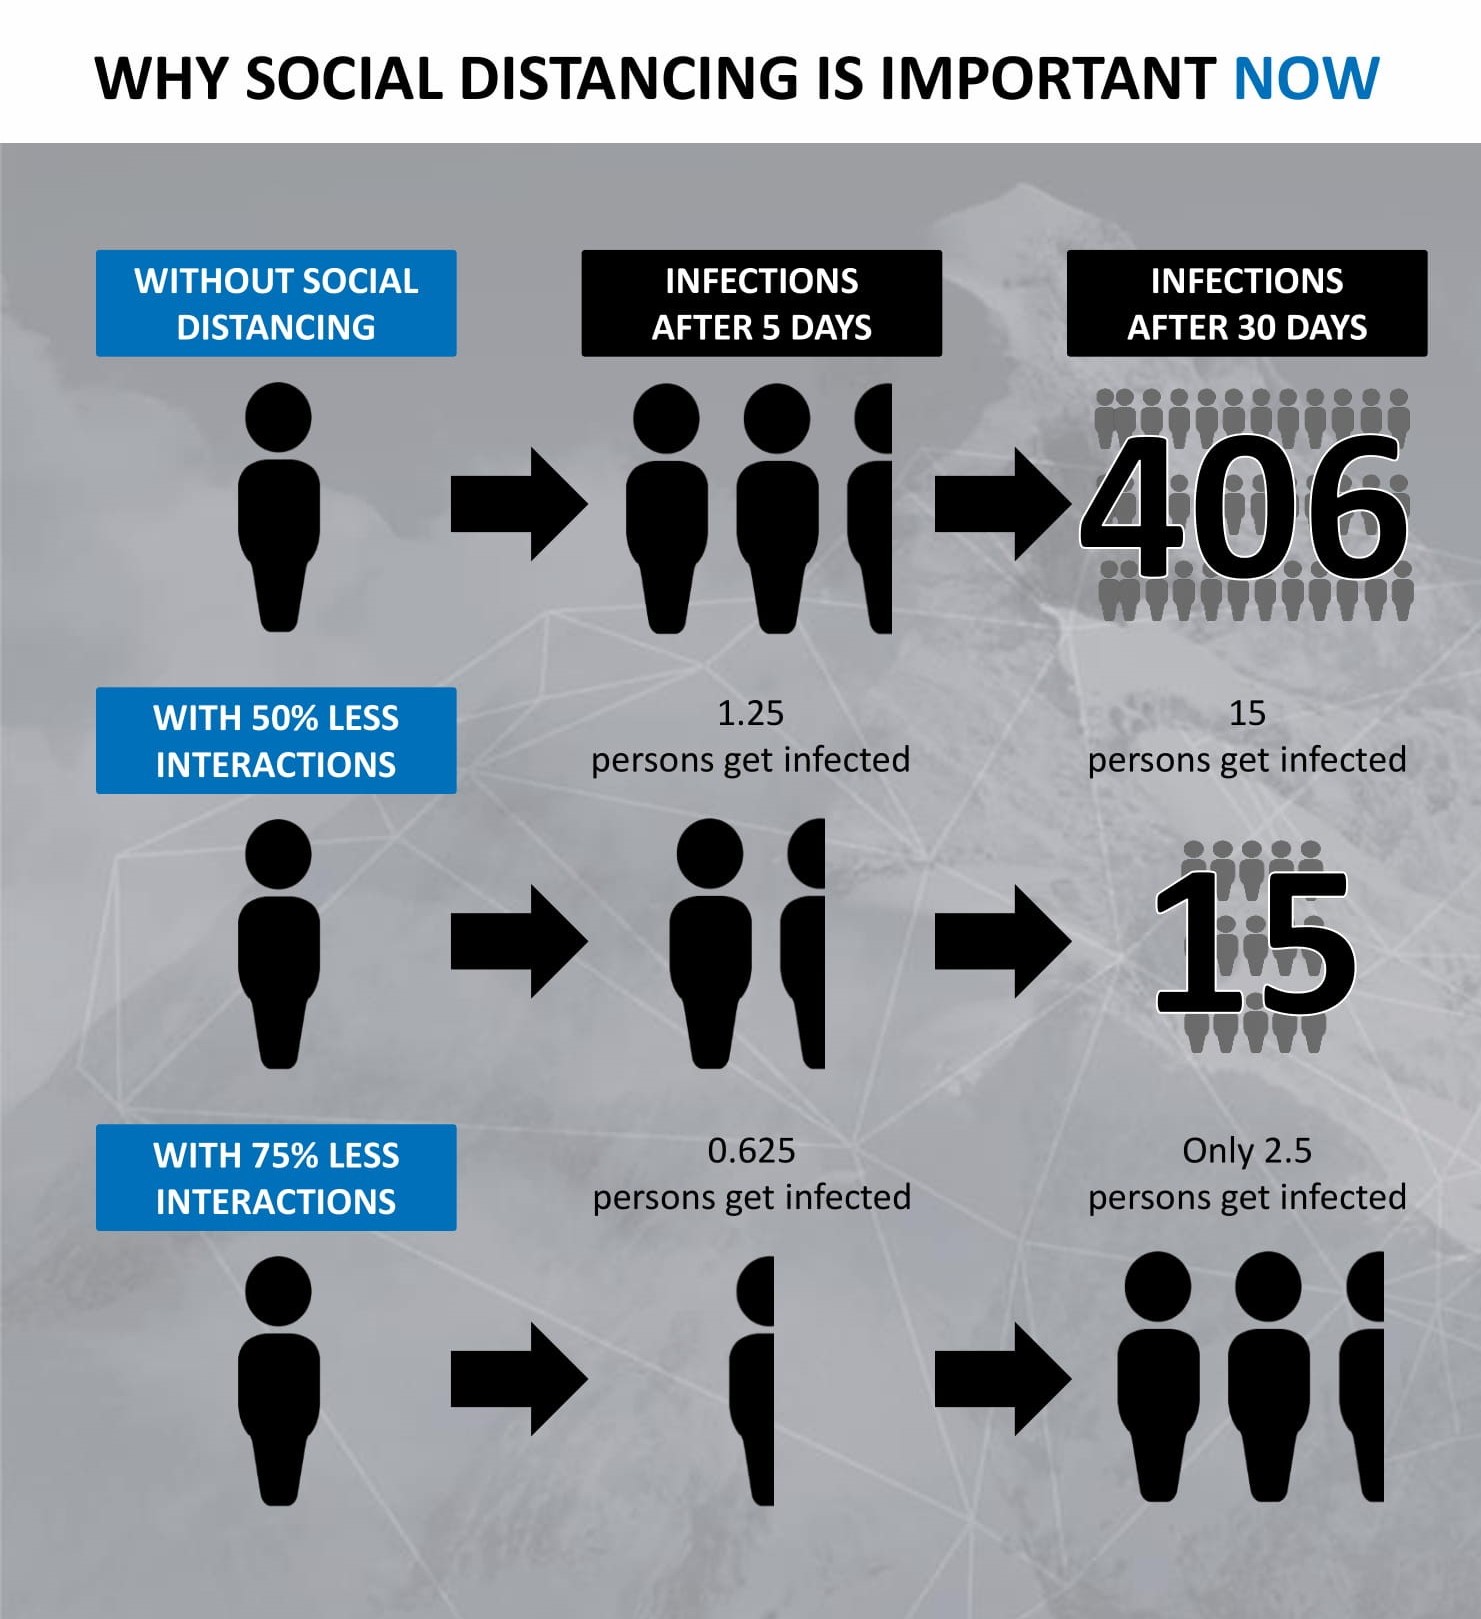 WHY SOCIAL DISTANCING IS IMPORTANT NOW
WITHOUT SOCIAL
DISTANCING
INFECTIONS
AFTER 5 DAYS
INFECTIONS
AFTER 30 DAYS
406
WITH 50% LESS
INTERACTIONS
1.25
persons get infected
15
persons get infected
15
WITH 75% LESS
INTERACTIONS
0.625
persons get infected
Only 2.5
persons get infected